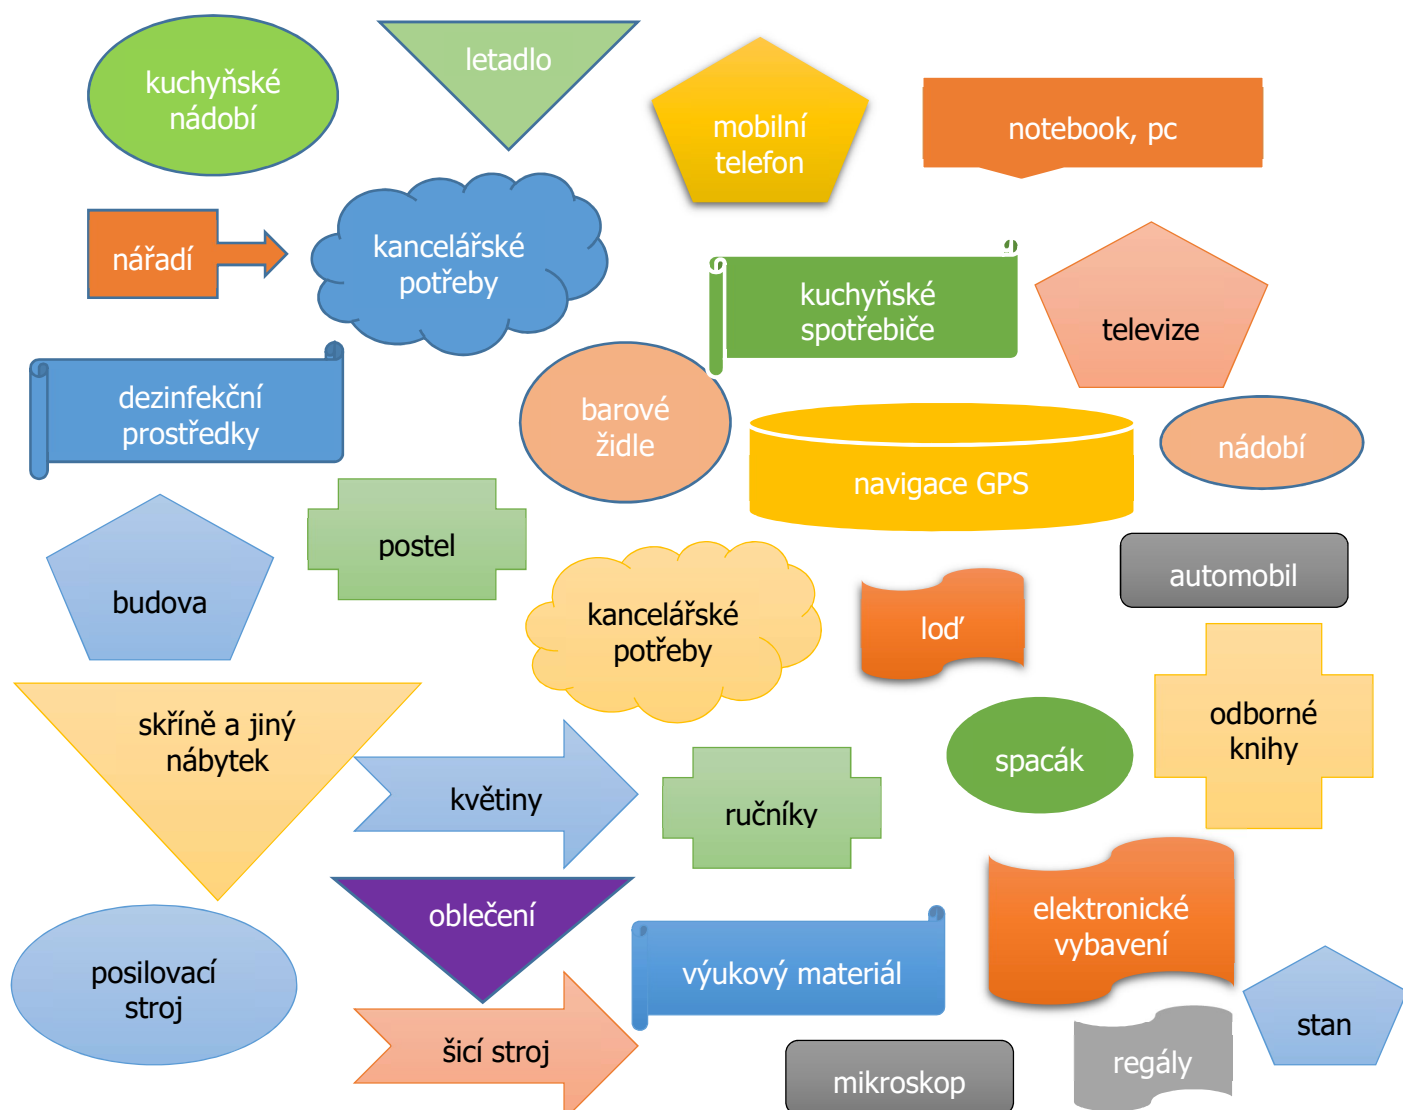 kuchyňské
nádobí
letadlo
mobilní
telefon
notebook, pc
nářadí
kancelářské
potřeby
kuchyňské
spotřebiče
televize
dezinfekční
prostředky
barové
židle
navigace GPS
nádobí
budova
postel
kancelářské
potřeby
loď
automobil
skříně a jiný
nábytek
květiny
ručníky
spacák
odborné
knihy
posilovací
stroj
oblečení
výukový materiál
elektronické
vybavení
stan
šicí stroj
mikroskop
regály